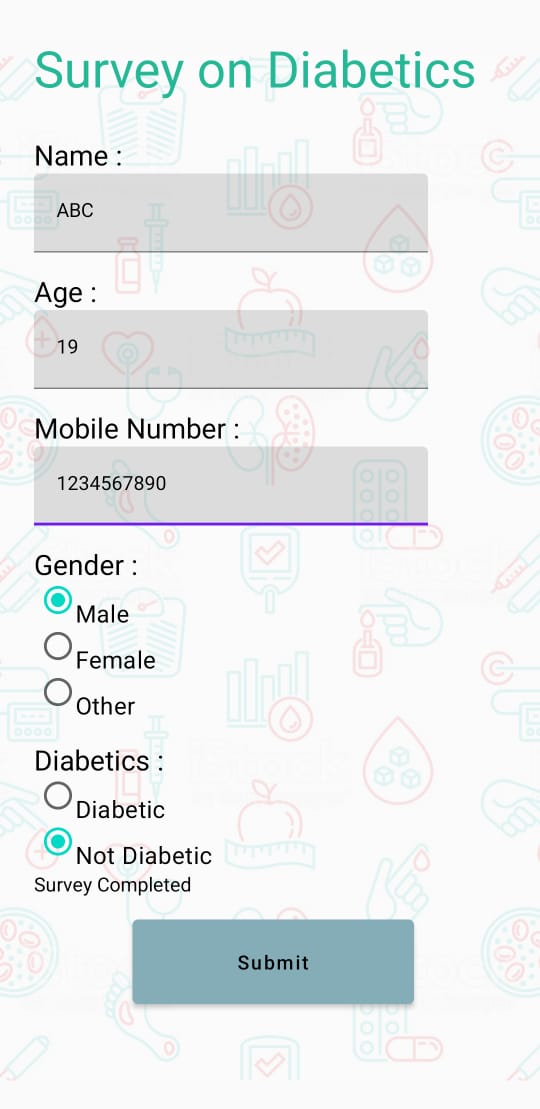 Survey on Diabetics
Name :
ABC
Age :
19
Mobile Number :
1234567890
Gender :
Male
Female
Other
Diabetics :
Diabetic
Not Diabetic
Survey Completed
Submit